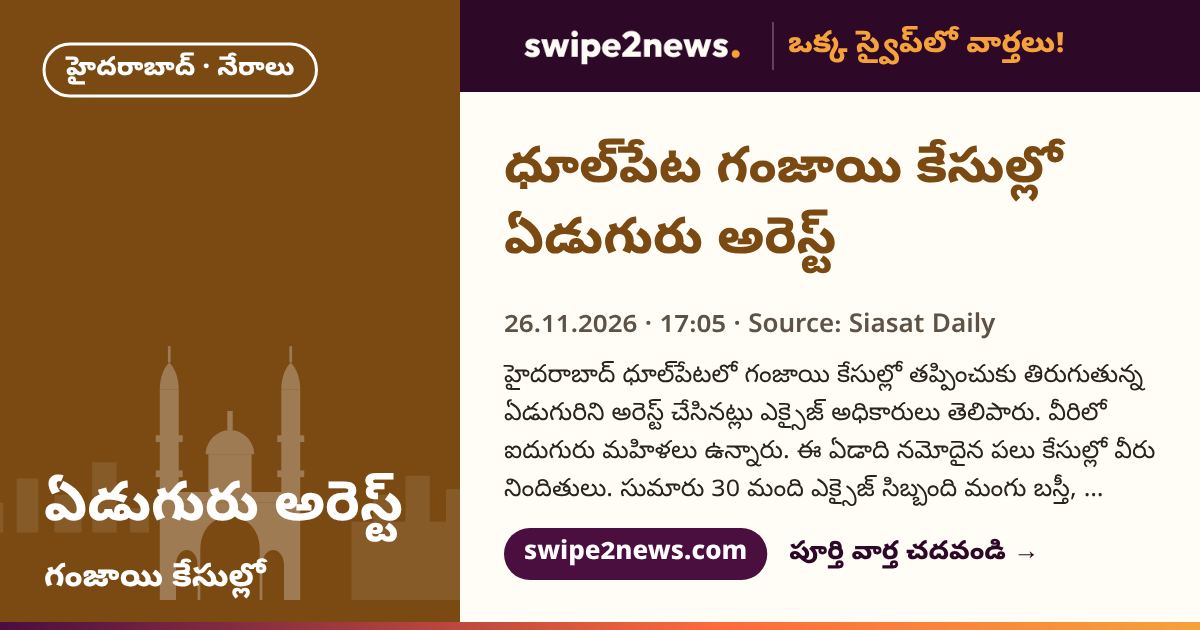 హైదరాబాద్ · నేరాలు
ఏడుగురు అరెస్ట్
గంజాయి కేసుల్లో
swipe2news.
ఒక్క స్వైప్‌లో వార్తలు!
ధూల్‌పేట గంజాయి కేసుల్లో
ఏడుగురు అరెస్ట్
26.11.2026 · 17:05 · Source: Siasat Daily
హైదరాబాద్ ధూల్‌పేటలో గంజాయి కేసుల్లో తప్పించుకు తిరుగుతున్న
ఏడుగురిని అరెస్ట్ చేసినట్లు ఎక్సైజ్ అధికారులు తెలిపారు. వీరిలో
ఐదుగురు మహిళలు ఉన్నారు. ఈ ఏడాది నమోదైన పలు కేసుల్లో వీరు
నిందితులు. సుమారు 30 మంది ఎక్సైజ్ సిబ్బంది మంగు బస్తీ, ...
swipe2news.com
పూర్తి వార్త చదవండి →